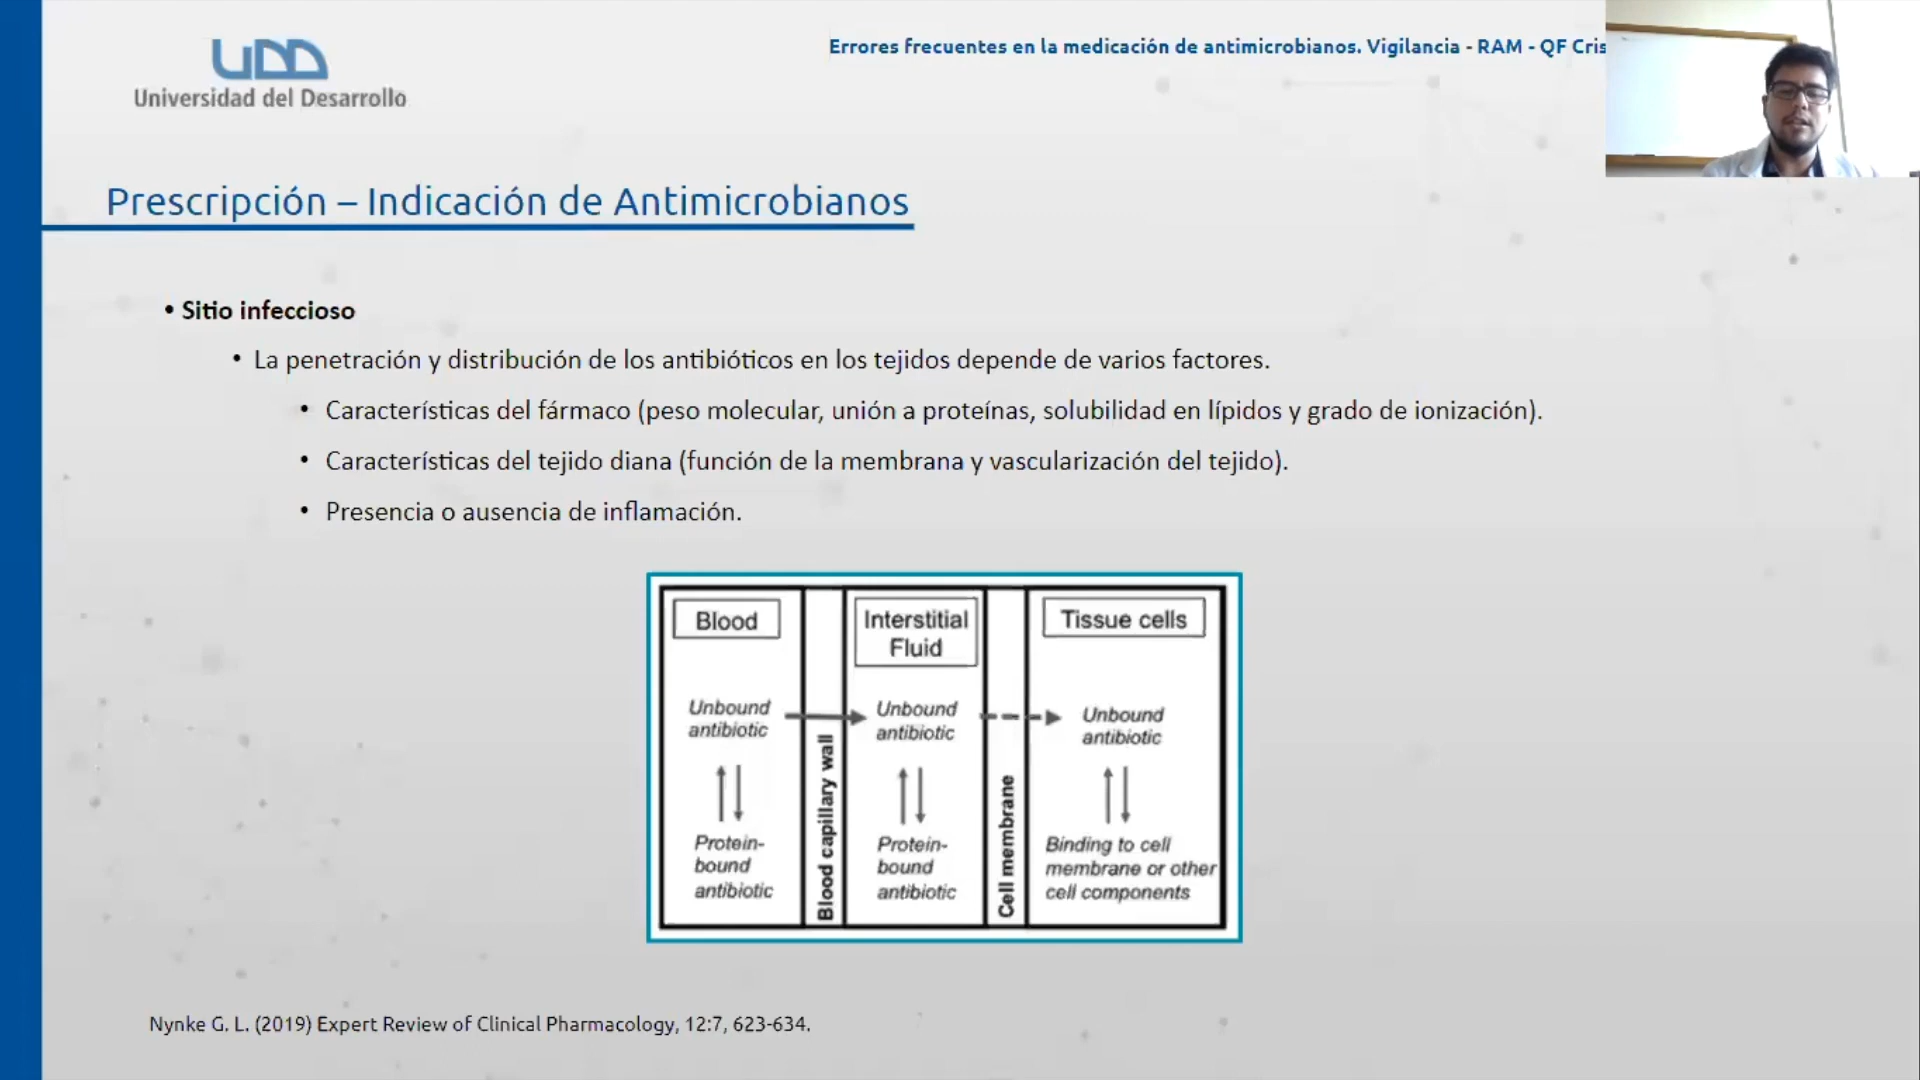 UDD
Universidad del Desarrollo
Errores frecuentes en la medicación de antimicrobianos. Vigilancia - RAM - QF Cris
Prescripción – Indicación de Antimicrobianos
• Sitio infeccioso
• La penetración y distribución de los antibióticos en los tejidos depende de varios factores.
• Características del fármaco (peso molecular, unión a proteínas, solubilidad en lípidos y grado de ionización).
• Características del tejido diana (función de la membrana y vascularización del tejido).
• Presencia o ausencia de inflamación.
Blood
Unbound
antibiotic
Protein-
bound
antibiotic
Blood capillary wall
Interstitial
Fluid
Unbound
antibiotic
Protein-
bound
antibiotic
Cell membrane
Tissue cells
Unbound
antibiotic
Binding to cell
membrane or other
cell components
Nynke G. L. (2019) Expert Review of Clinical Pharmacology, 12:7, 623-634.